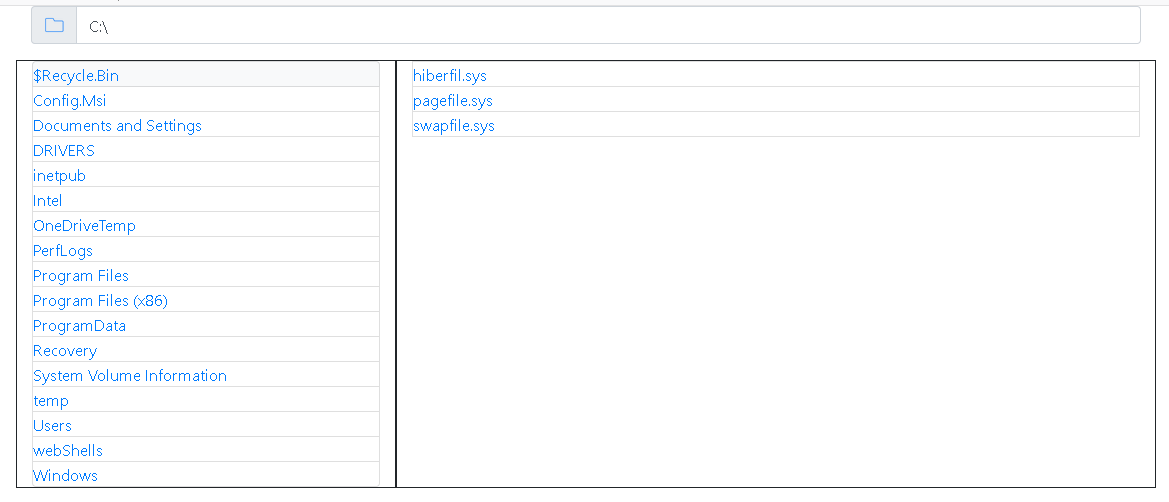 C:\
$Recycle.Bin
Config.Msi
Documents and Settings
DRIVERS
inetpub
Intel
OneDriveTemp
PerfLogs
Program Files
Program Files (x86)
ProgramData
Recovery
System Volume Information
temp
Users
webShells
Windows
hiberfil.sys
pagefile.sys
swapfile.sys